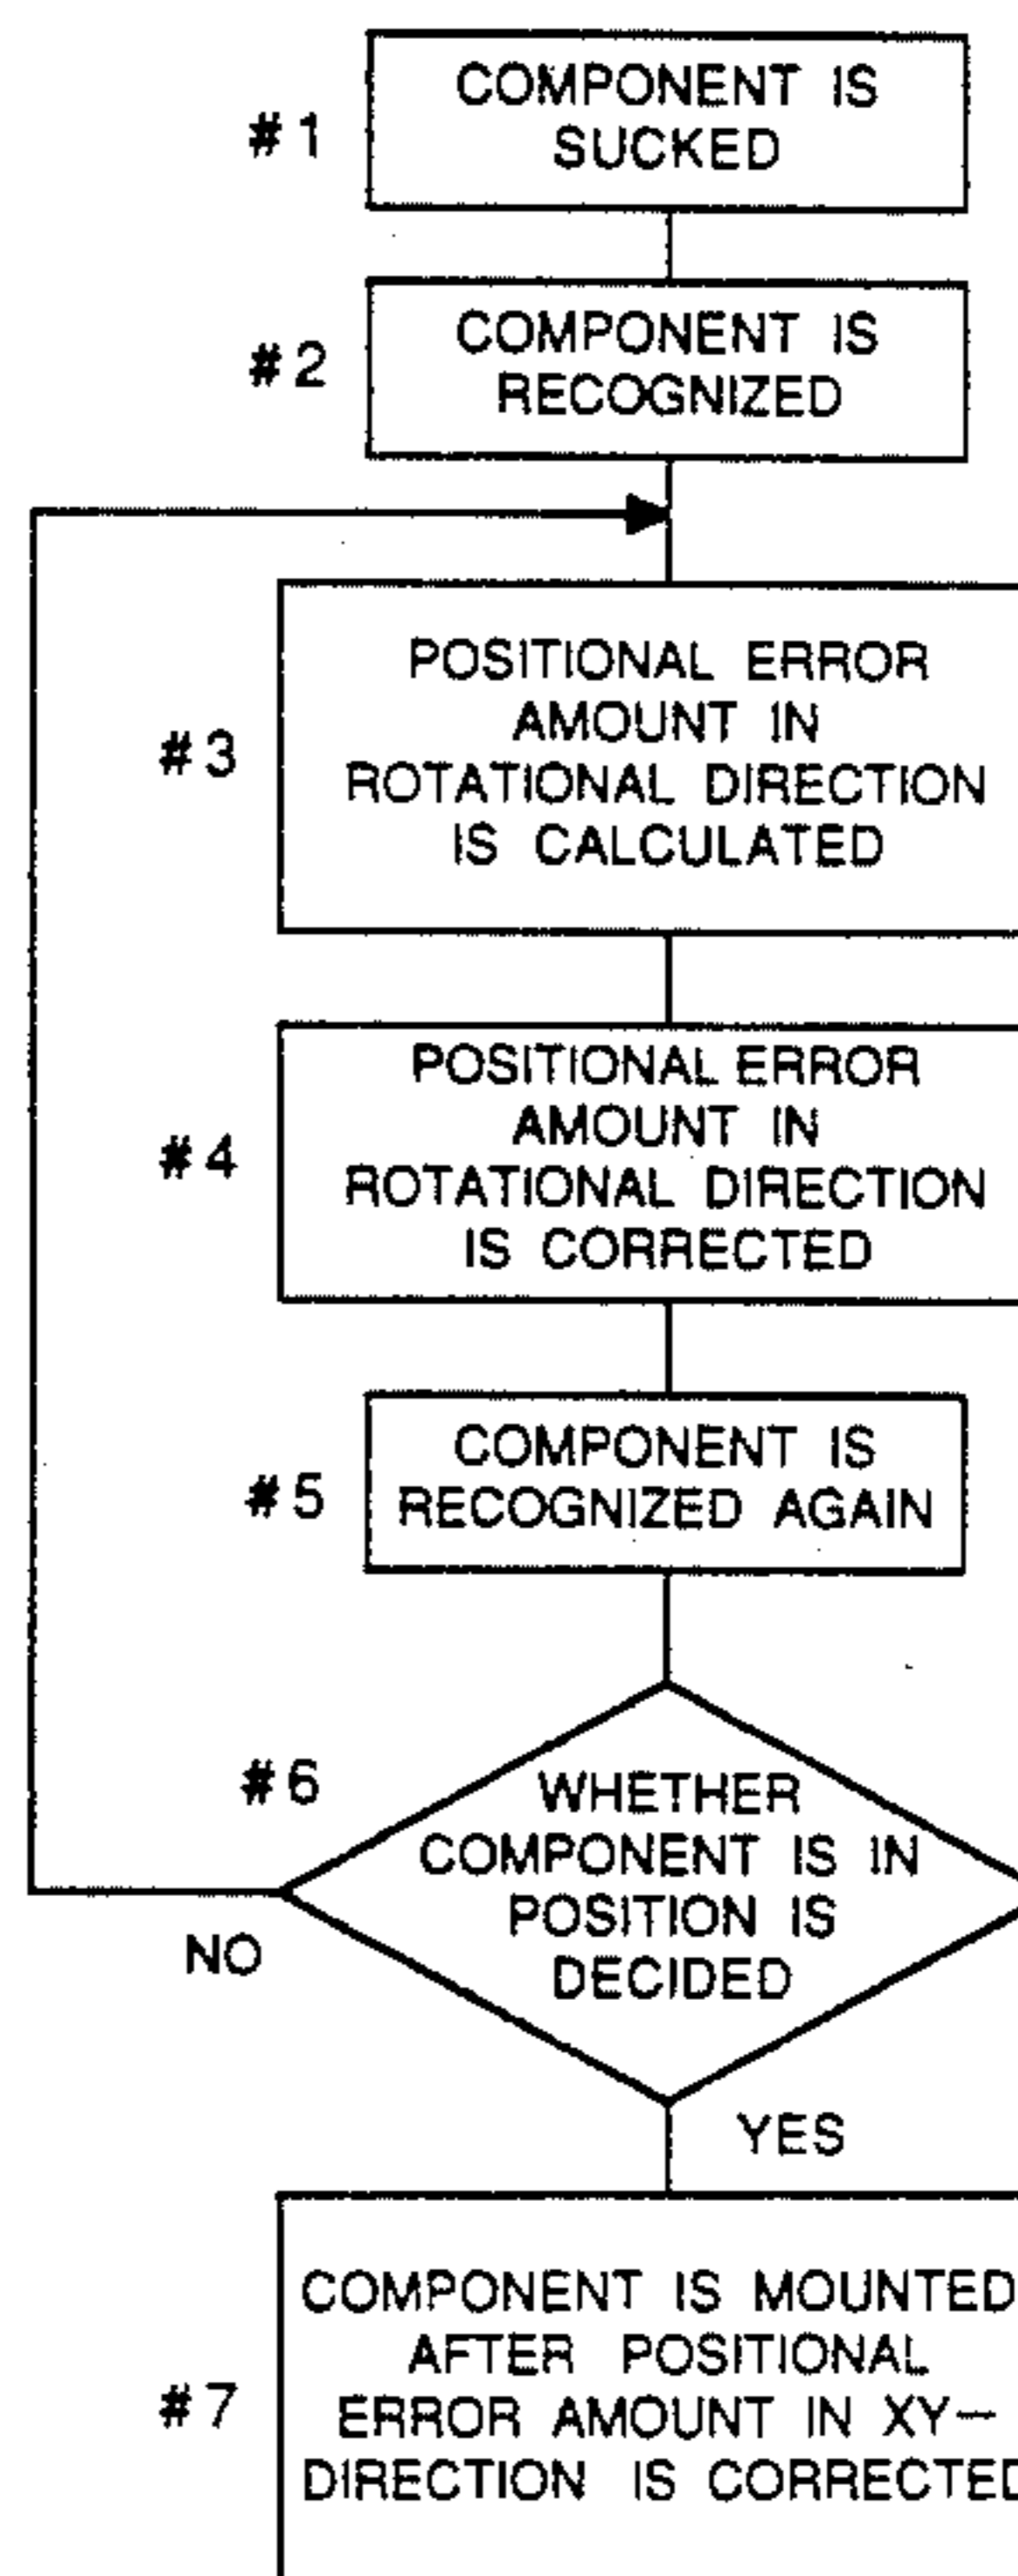 #1
COMPONENT IS
SUCKED
#2
COMPONENT IS
RECOGNIZED
#3
POSITIONAL ERROR
AMOUNT IN
ROTATIONAL DIRECTION
IS CALCULATED
#4
POSITIONAL ERROR
AMOUNT IN
ROTATIONAL DIRECTION
IS CORRECTED
#5
COMPONENT IS
RECOGNIZED AGAIN
#6
WHETHER
COMPONENT IS IN
POSITION IS
DECIDED
NO
YES
#7
COMPONENT IS MOUNTED
AFTER POSITIONAL
ERROR AMOUNT IN XY—
DIRECTION IS CORRECTED